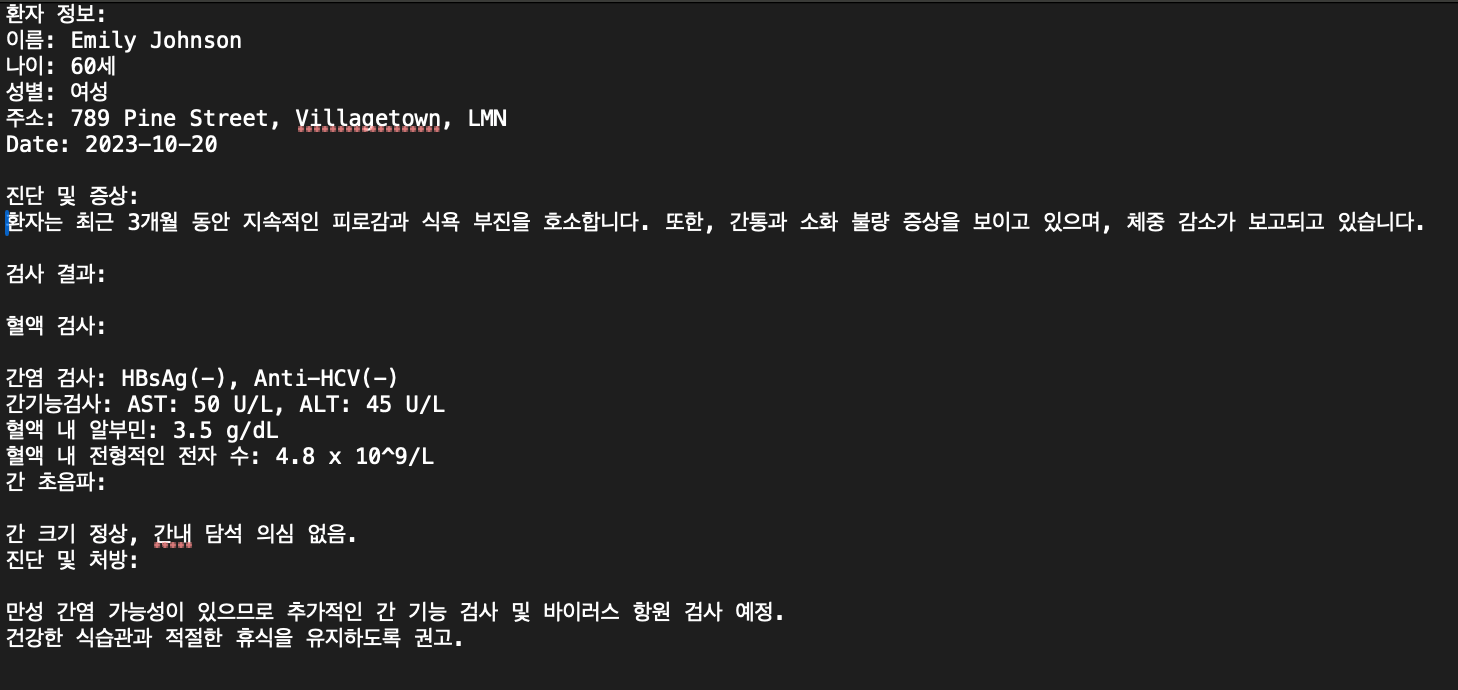 환자 정보:
이름: Emily Johnson
나이: 60세
성별: 여성
주소: 789 Pine Street, Villagetown, LMN
Date: 2023-10-20
진단 및 증상:
환자는 최근 3개월 동안 지속적인 피로감과 식욕 부진을 호소합니다. 또한, 간통과 소화 불량 증상을 보이고 있으며, 체중 감소가 보고되고 있습니다.
검사 결과:
혈액 검사:
간염 검사: HBsAg(-), Anti-HCV(-)
간기능검사: AST: 50 U/L, ALT: 45 U/L
혈액 내 알부민: 3.5 g/dL
혈액 내 전형적인 전자 수: 4.8 x 10^9/L
간 초음파:
간 크기 정상, 간내 담석 의심 없음.
진단 및 처방:
만성 간염 가능성이 있으므로 추가적인 간 기능 검사 및 바이러스 항원 검사 예정.
건강한 식습관과 적절한 휴식을 유지하도록 권고.